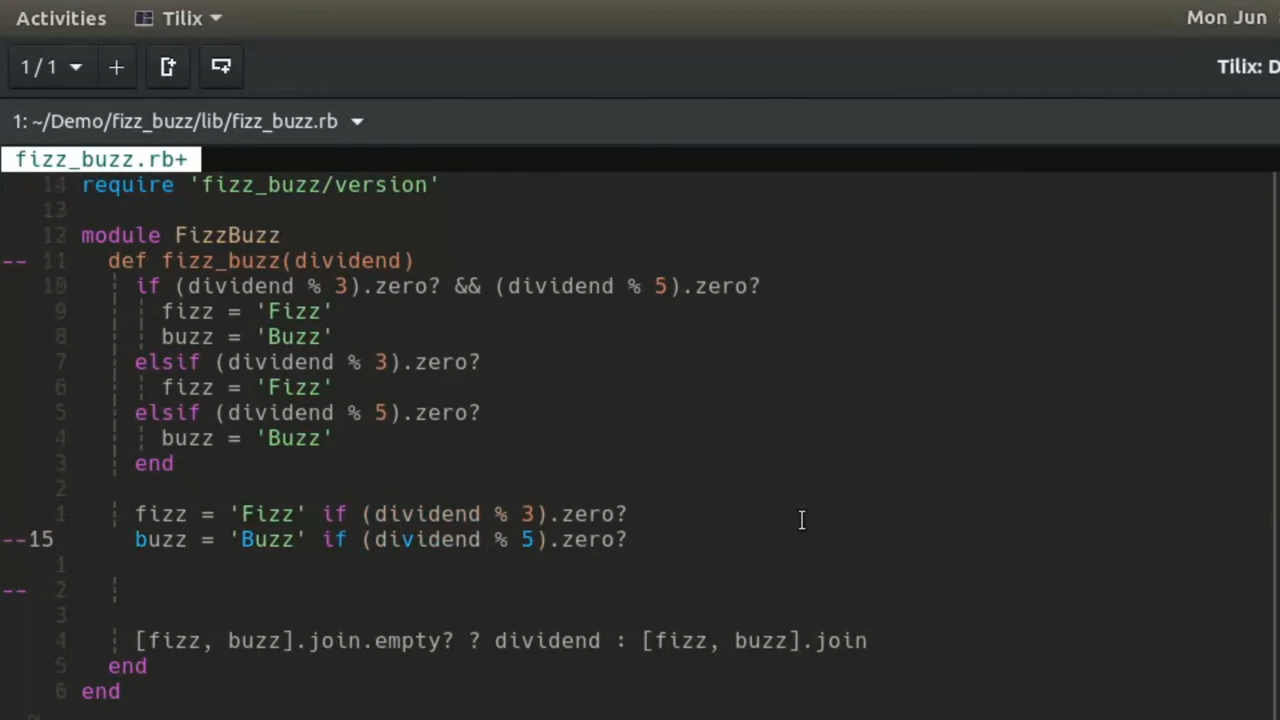 Activities Tilix Mon Jun
1 / 1 + Tilix: D
1: ~/Demo/fizz_buzz/lib/fizz_buzz.rb
fizz_buzz.rb+
14 require 'fizz_buzz/version'
13
12 module FizzBuzz
-- 11 def fizz_buzz(dividend)
10 if (dividend % 3).zero? && (dividend % 5).zero?
9 fizz = 'Fizz'
8 buzz = 'Buzz'
7 elsif (dividend % 3).zero?
6 fizz = 'Fizz'
5 elsif (dividend % 5).zero?
4 buzz = 'Buzz'
3 end
2
1 fizz = 'Fizz' if (dividend % 3).zero?
--15 buzz = 'Buzz' if (dividend % 5).zero?
1
-- 2
3
4 [fizz, buzz].join.empty? ? dividend : [fizz, buzz].join
5 end
6 end
~